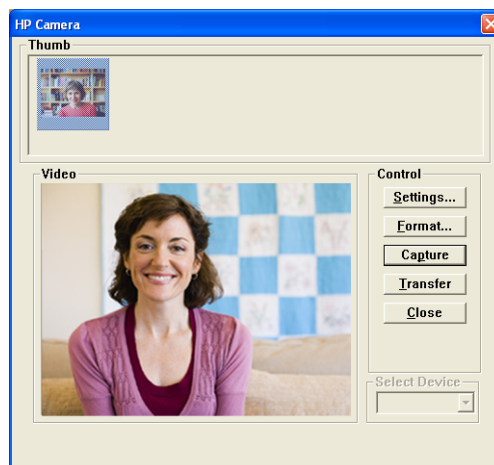 HP Camera
Thumb
Video
Control
Settings...
Format...
Capture
Transfer
Close
Select Device